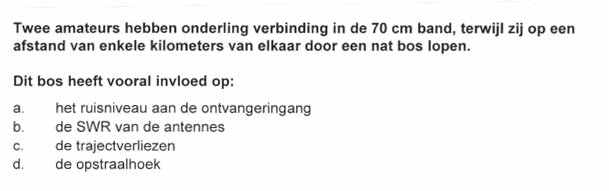 Twee amateurs hebben onderling verbinding in de 70 cm band, terwijl zij op een
afstand van enkele kilometers van elkaar door een nat bos lopen.
Dit bos heeft vooral invloed op:
a. het ruisniveau aan de ontvangeringang
b. de SWR van de antennes
c. de trajectverliezen
d. de opstraalhoek